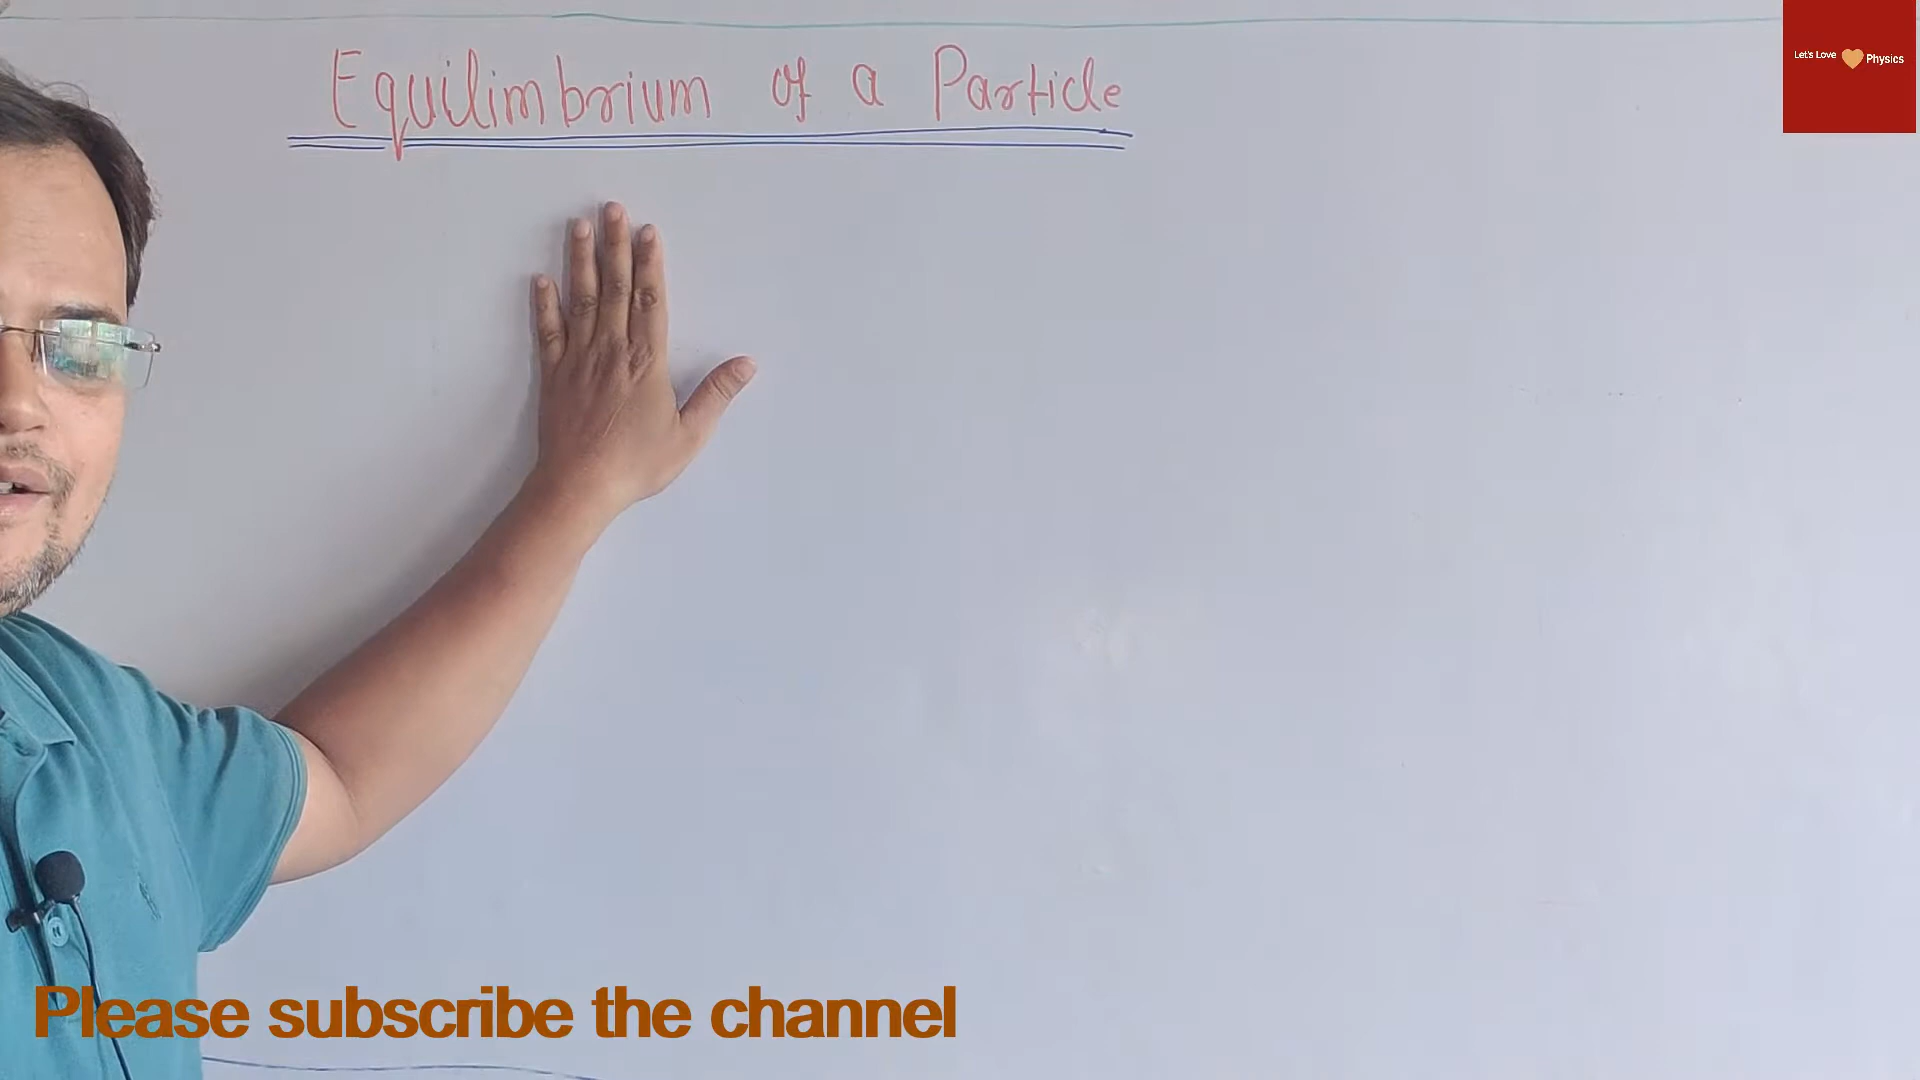 Equilimbrium of a Particle
Let's Love Physics
Please subscribe the channel